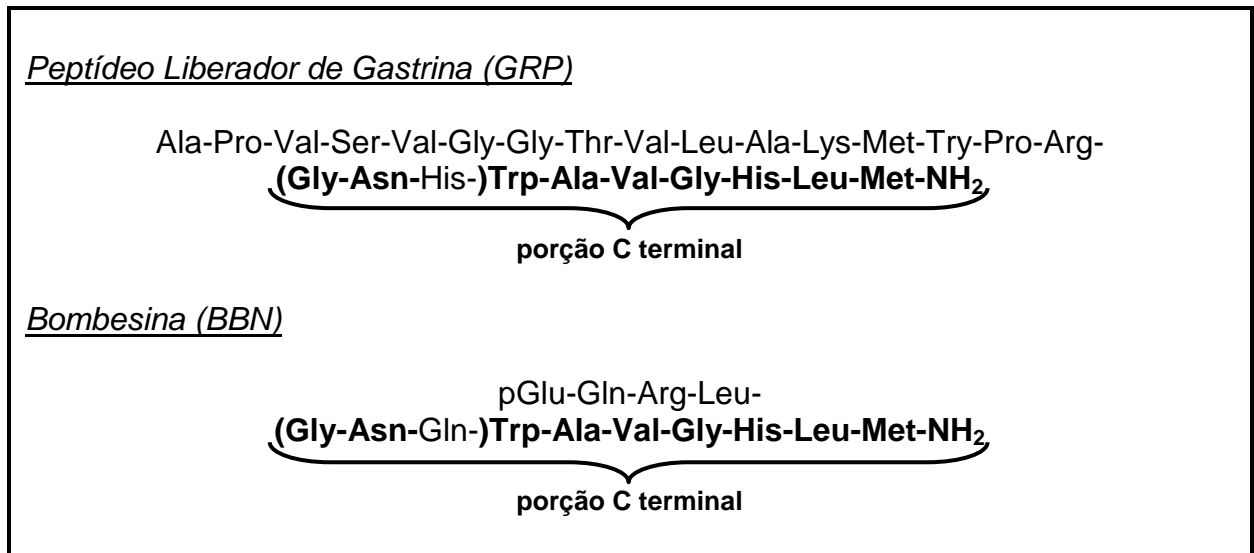 Peptídeo Liberador de Gastrina (GRP)
Ala-Pro-Val-Ser-Val-Gly-Gly-Thr-Val-Leu-Ala-Lys-Met-Try-Pro-Arg-
(Gly-Asn-His-)Trp-Ala-Val-Gly-His-Leu-Met-NH₂
porção C terminal
Bombesina (BBN)
pGlu-Gln-Arg-Leu-
(Gly-Asn-Gln-)Trp-Ala-Val-Gly-His-Leu-Met-NH₂
porção C terminal